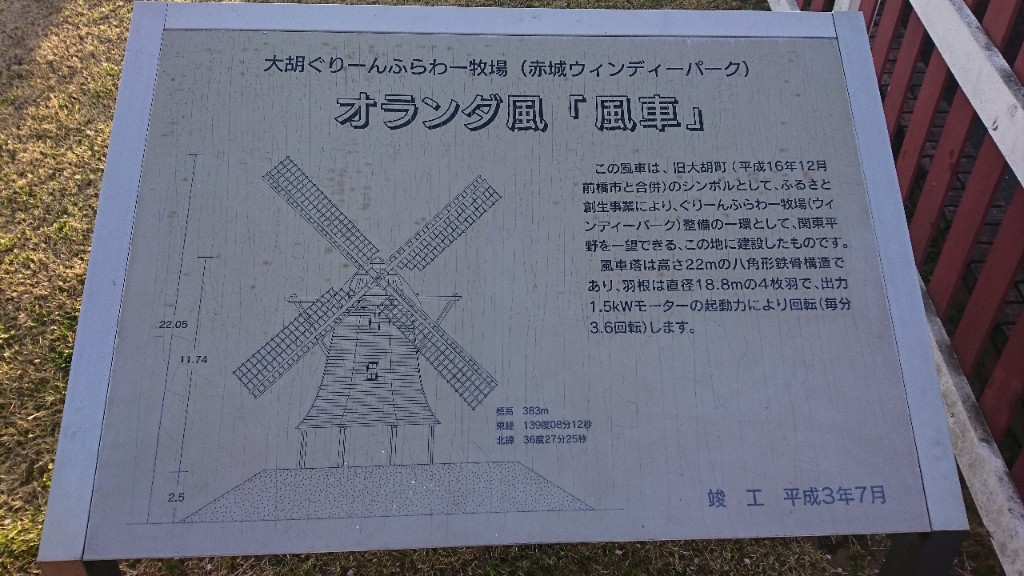 大胡ぐりーんふらわー牧場（赤城ウィンディーパーク）
オランダ風「風車」
この風車は、旧大胡町（平成16年12月
前橋市と合併）のシンボルとして、ふるさと
創生事業により、ぐりーんふらわー牧場（ウィ
ンディーパーク）整備の一環として、関東平
野を一望できる、この地に建設したものです。
風車塔は高さ22mの八角形鉄骨構造で
あり、羽根は直径18.8mの4枚羽で、出力
1.5kWモーターの起動力により回転（毎分
3.6回転）します。
22.05
11.74
2.5
標高 383m
東経 139度08分12秒
北緯 36度27分25秒
竣 工 平成3年7月